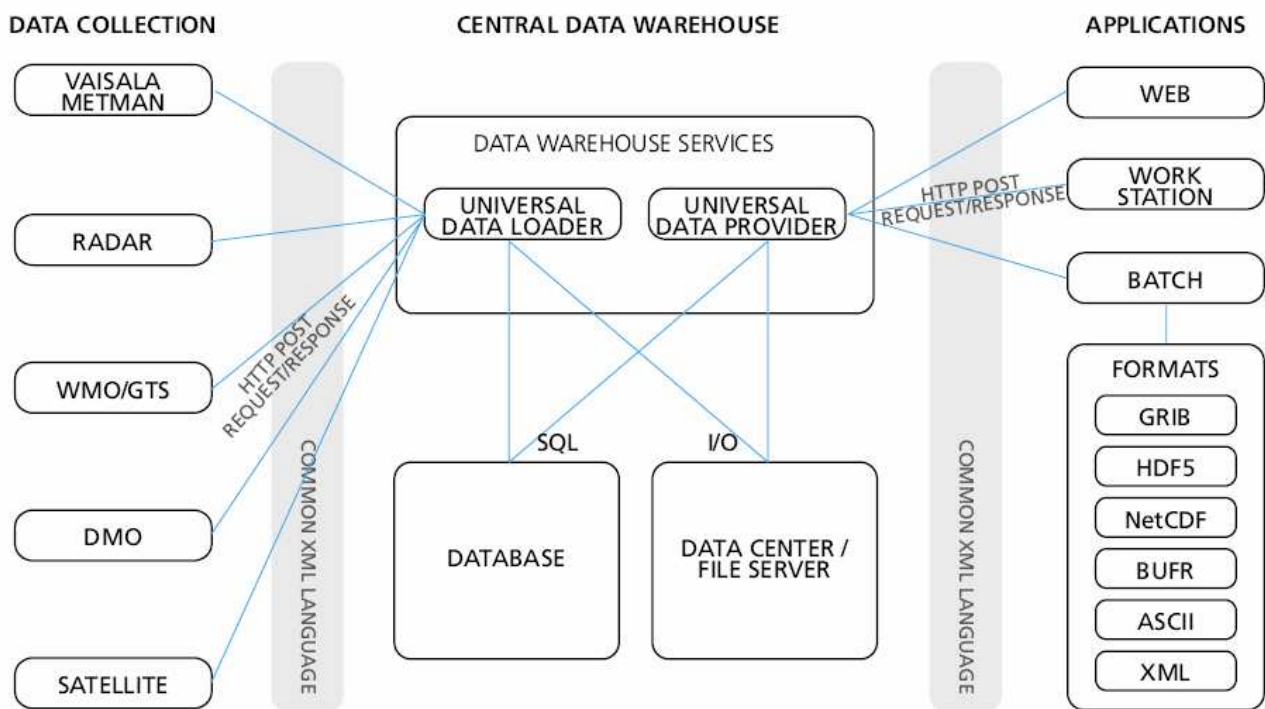 DATA COLLECTION
CENTRAL DATA WAREHOUSE
APPLICATIONS
VAISALA
METMAN
RADAR
WMO/GTS
DMO
SATELLITE
HTTP POST
REQUEST/RESPONSE
COMMON XML LANGUAGE
DATA WAREHOUSE SERVICES
UNIVERSAL
DATA LOADER
UNIVERSAL
DATA PROVIDER
SQL
I/O
DATABASE
DATA CENTER /
FILE SERVER
HTTP POST
REQUEST/RESPONSE
COMMON XML LANGUAGE
WEB
WORK
STATION
BATCH
FORMATS
GRIB
HDF5
NetCDF
BUFR
ASCII
XML